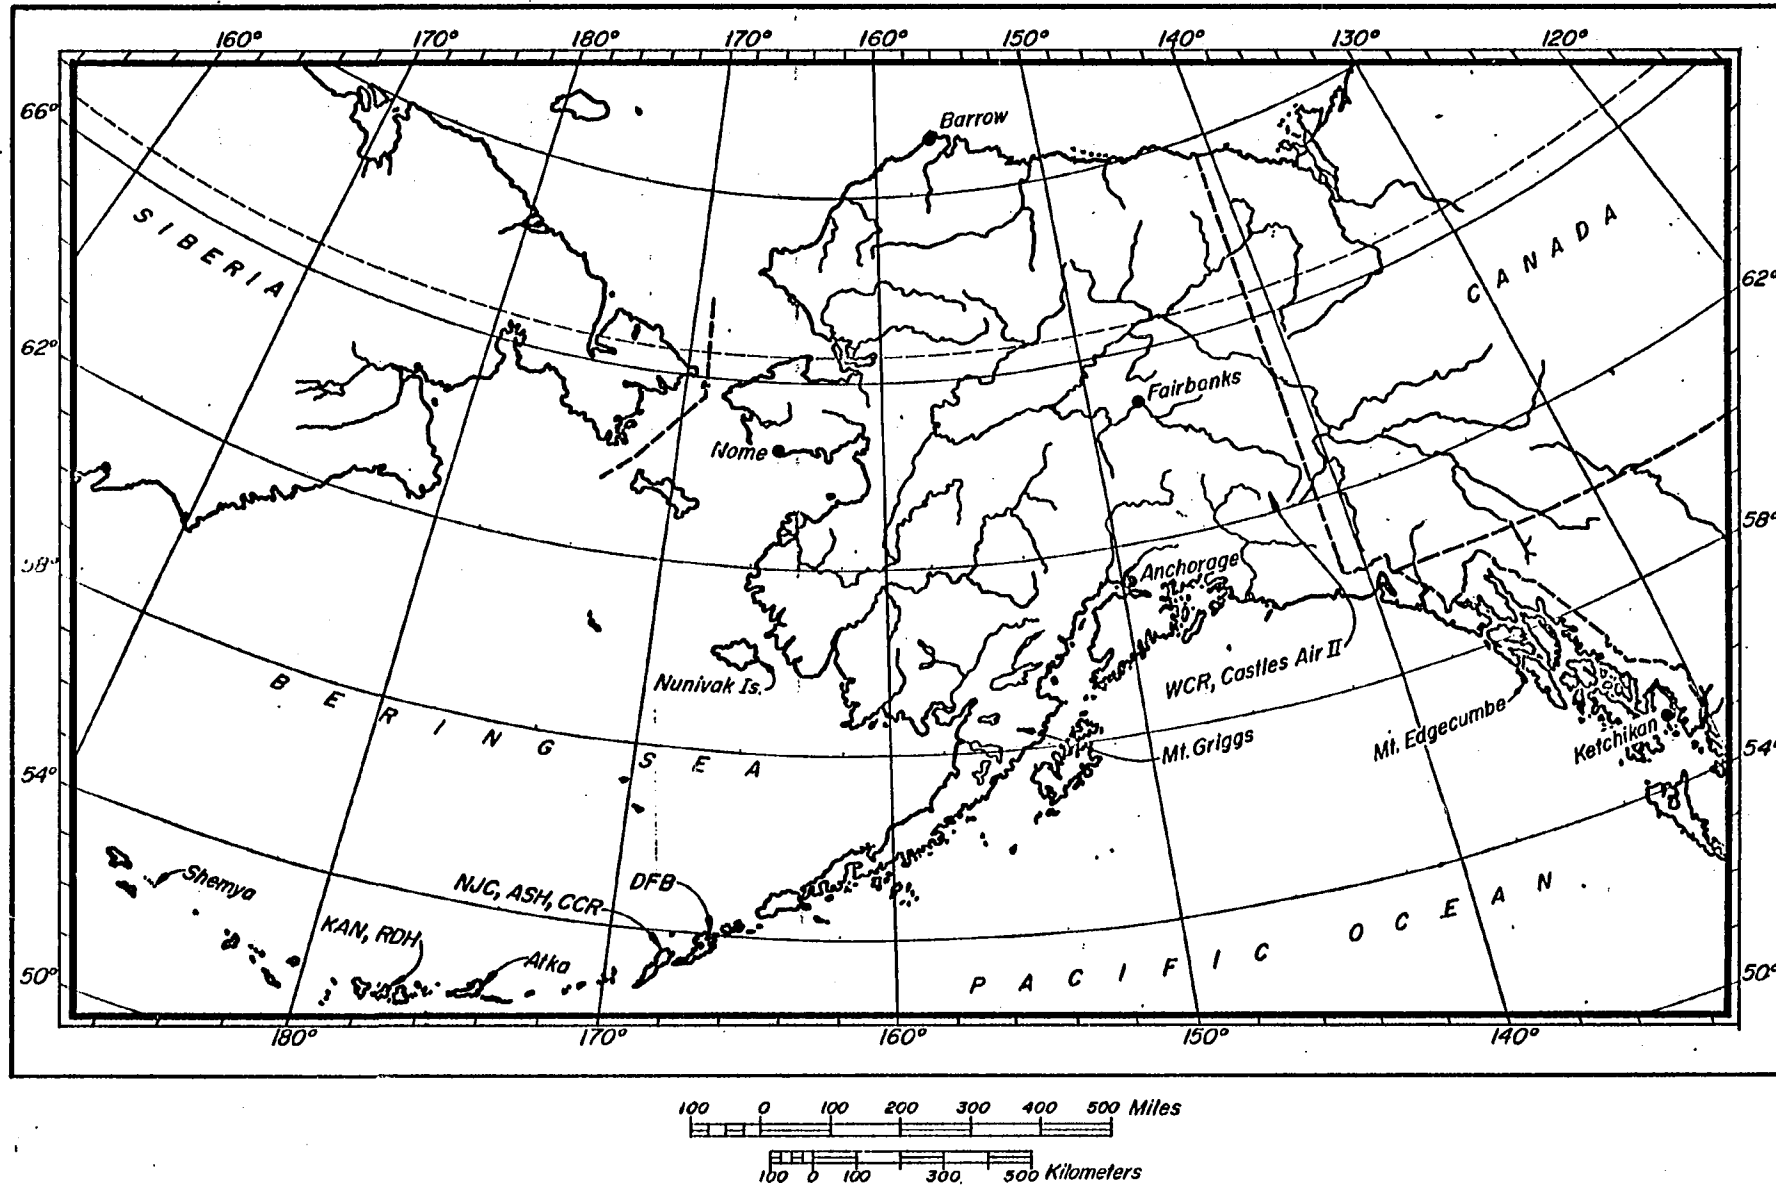 160° 170° 180° 170° 160° 150° 140° 130° 120°
66°
Barrow
SIBERIA
CANADA
62°
62°
Fairbanks
Nome
58°
58°
Anchorage
Nunivak Is.
WCR, Castles Air II
BERING SEA
Mt. Griggs
Mt. Edgecumbe
Ketchikan
54°
54°
Shemya
NJC, ASH, CCR
DFB
KAN, RDH
Atka
PACIFIC OCEAN
50°
50°
180° 170° 160° 150° 140°
100 0 100 200 300 400 500 Miles
100 0 100 300 500 Kilometers